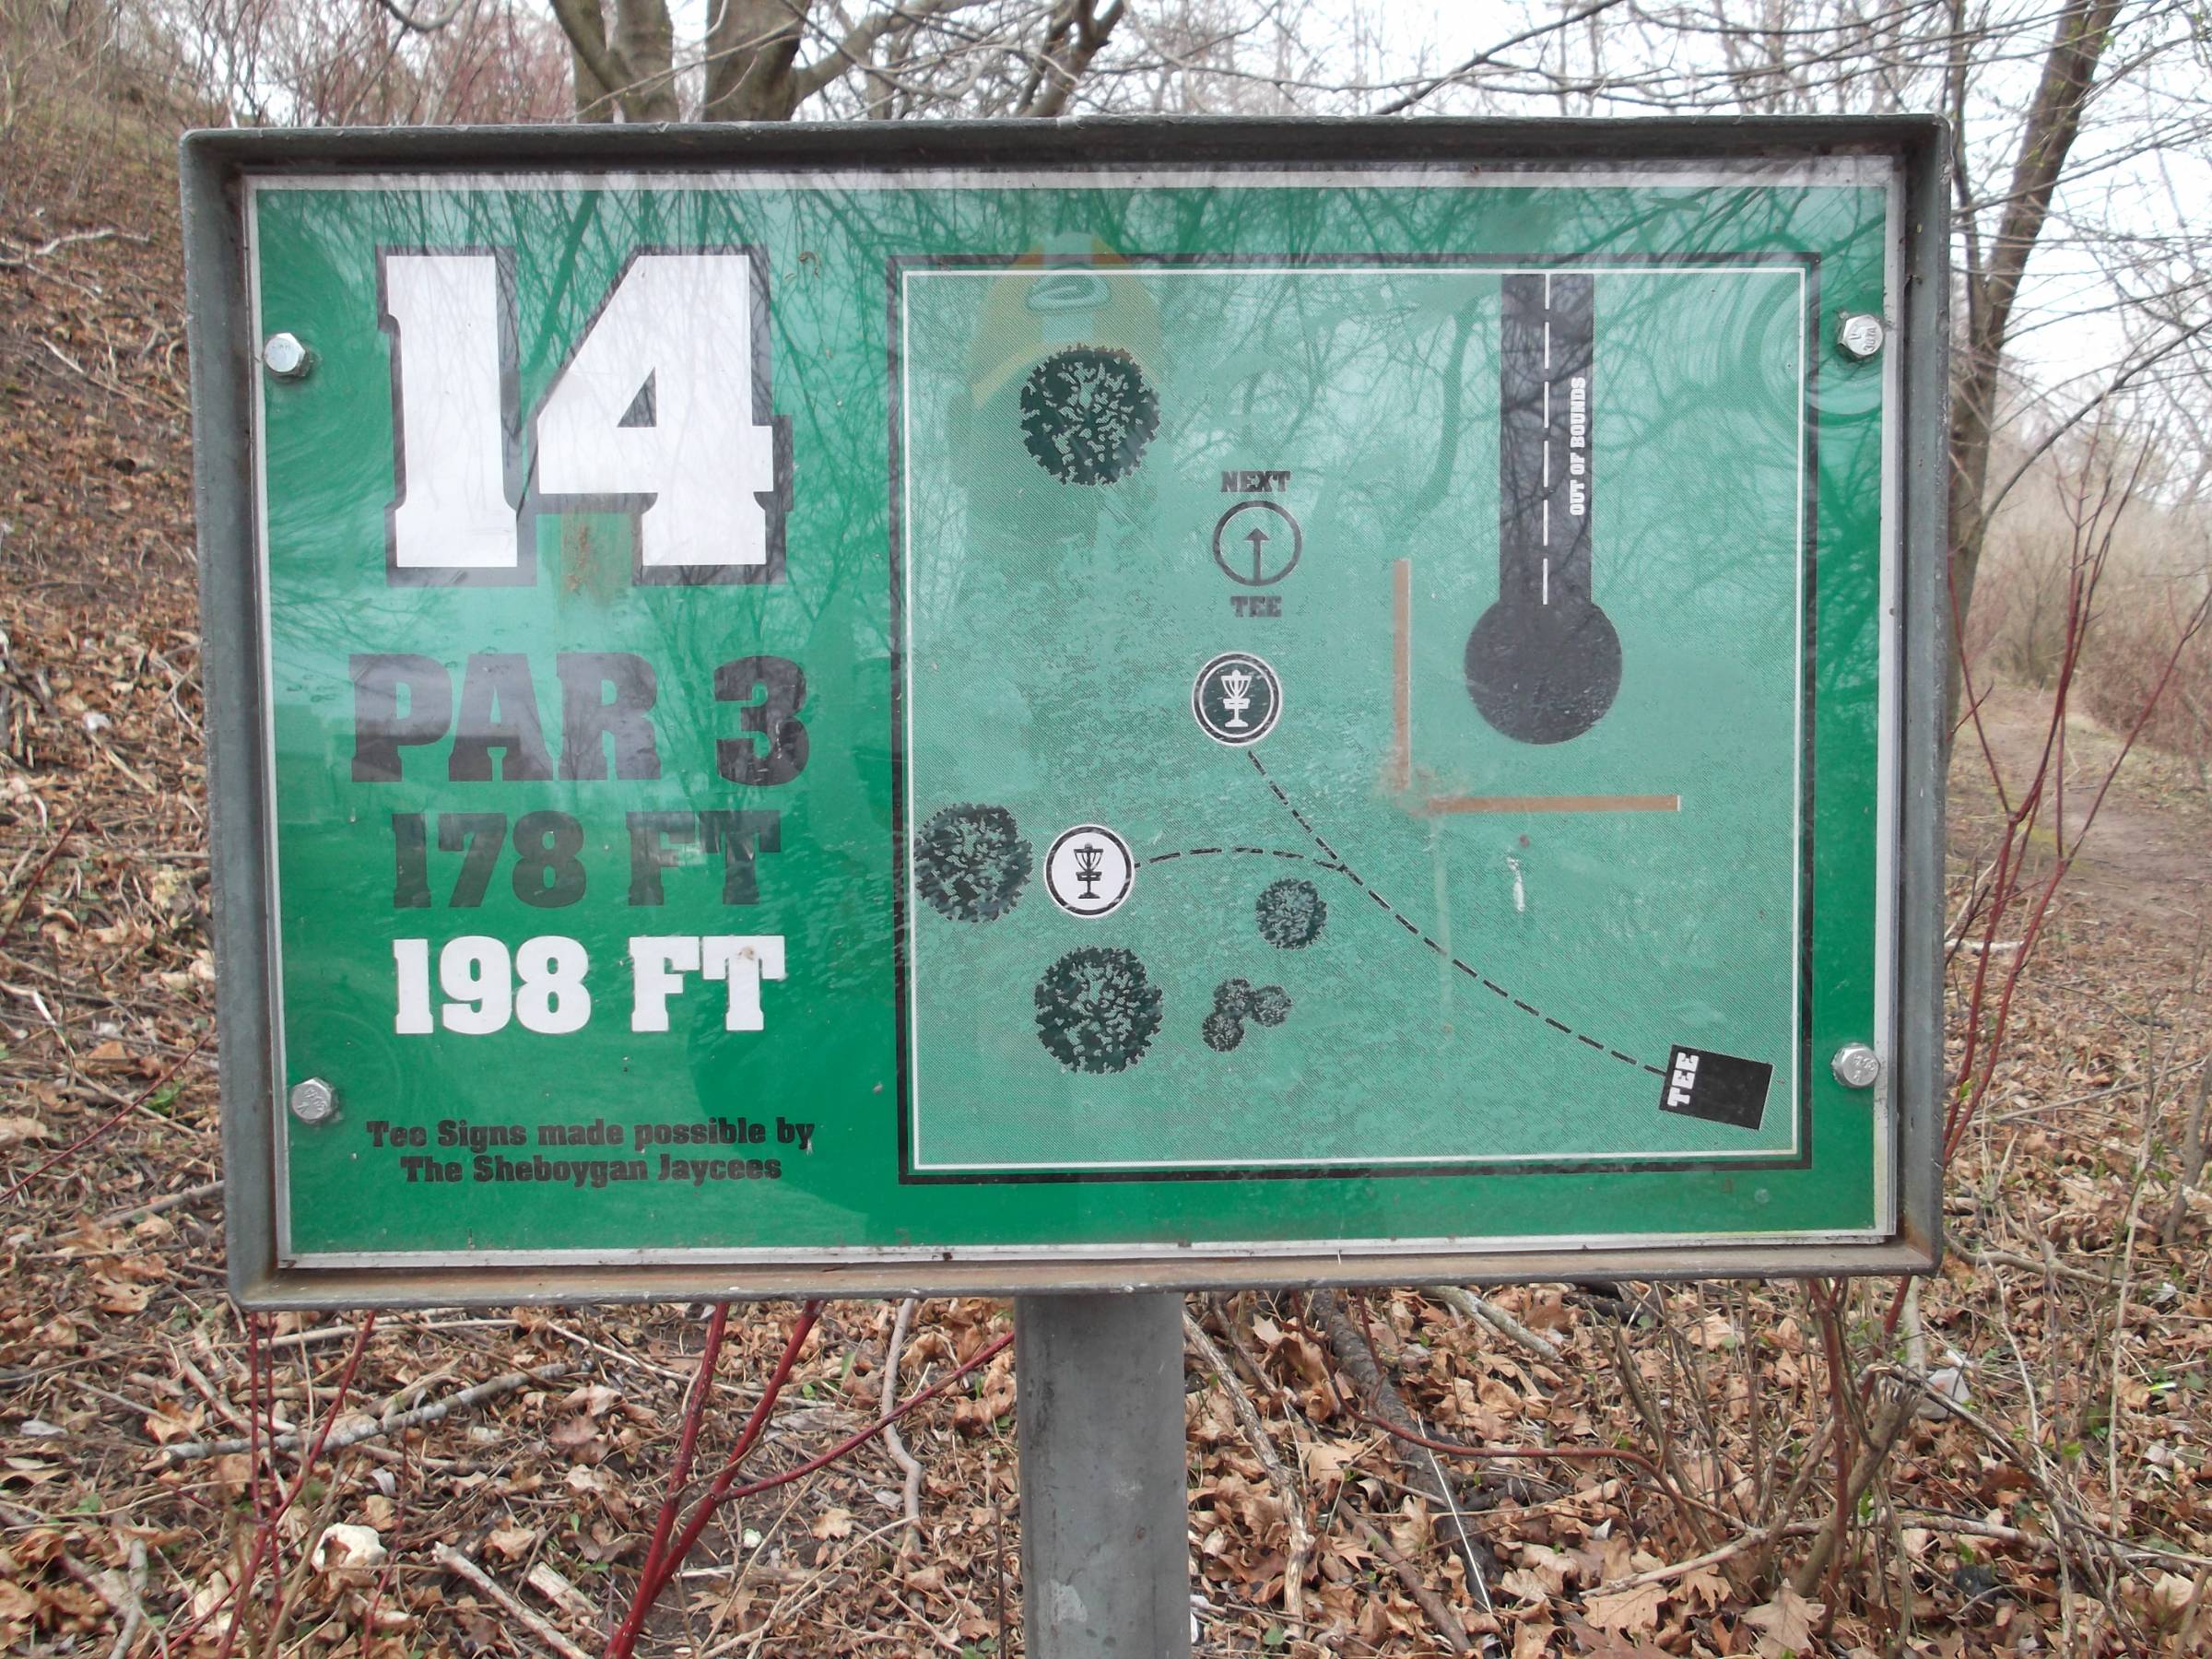 14
PAR 3
178 FT
198 FT
Tee Signs made possible by
The Sheboygan Jaycees
NEXT
TEE
OUT OF BOUNDS
TEE